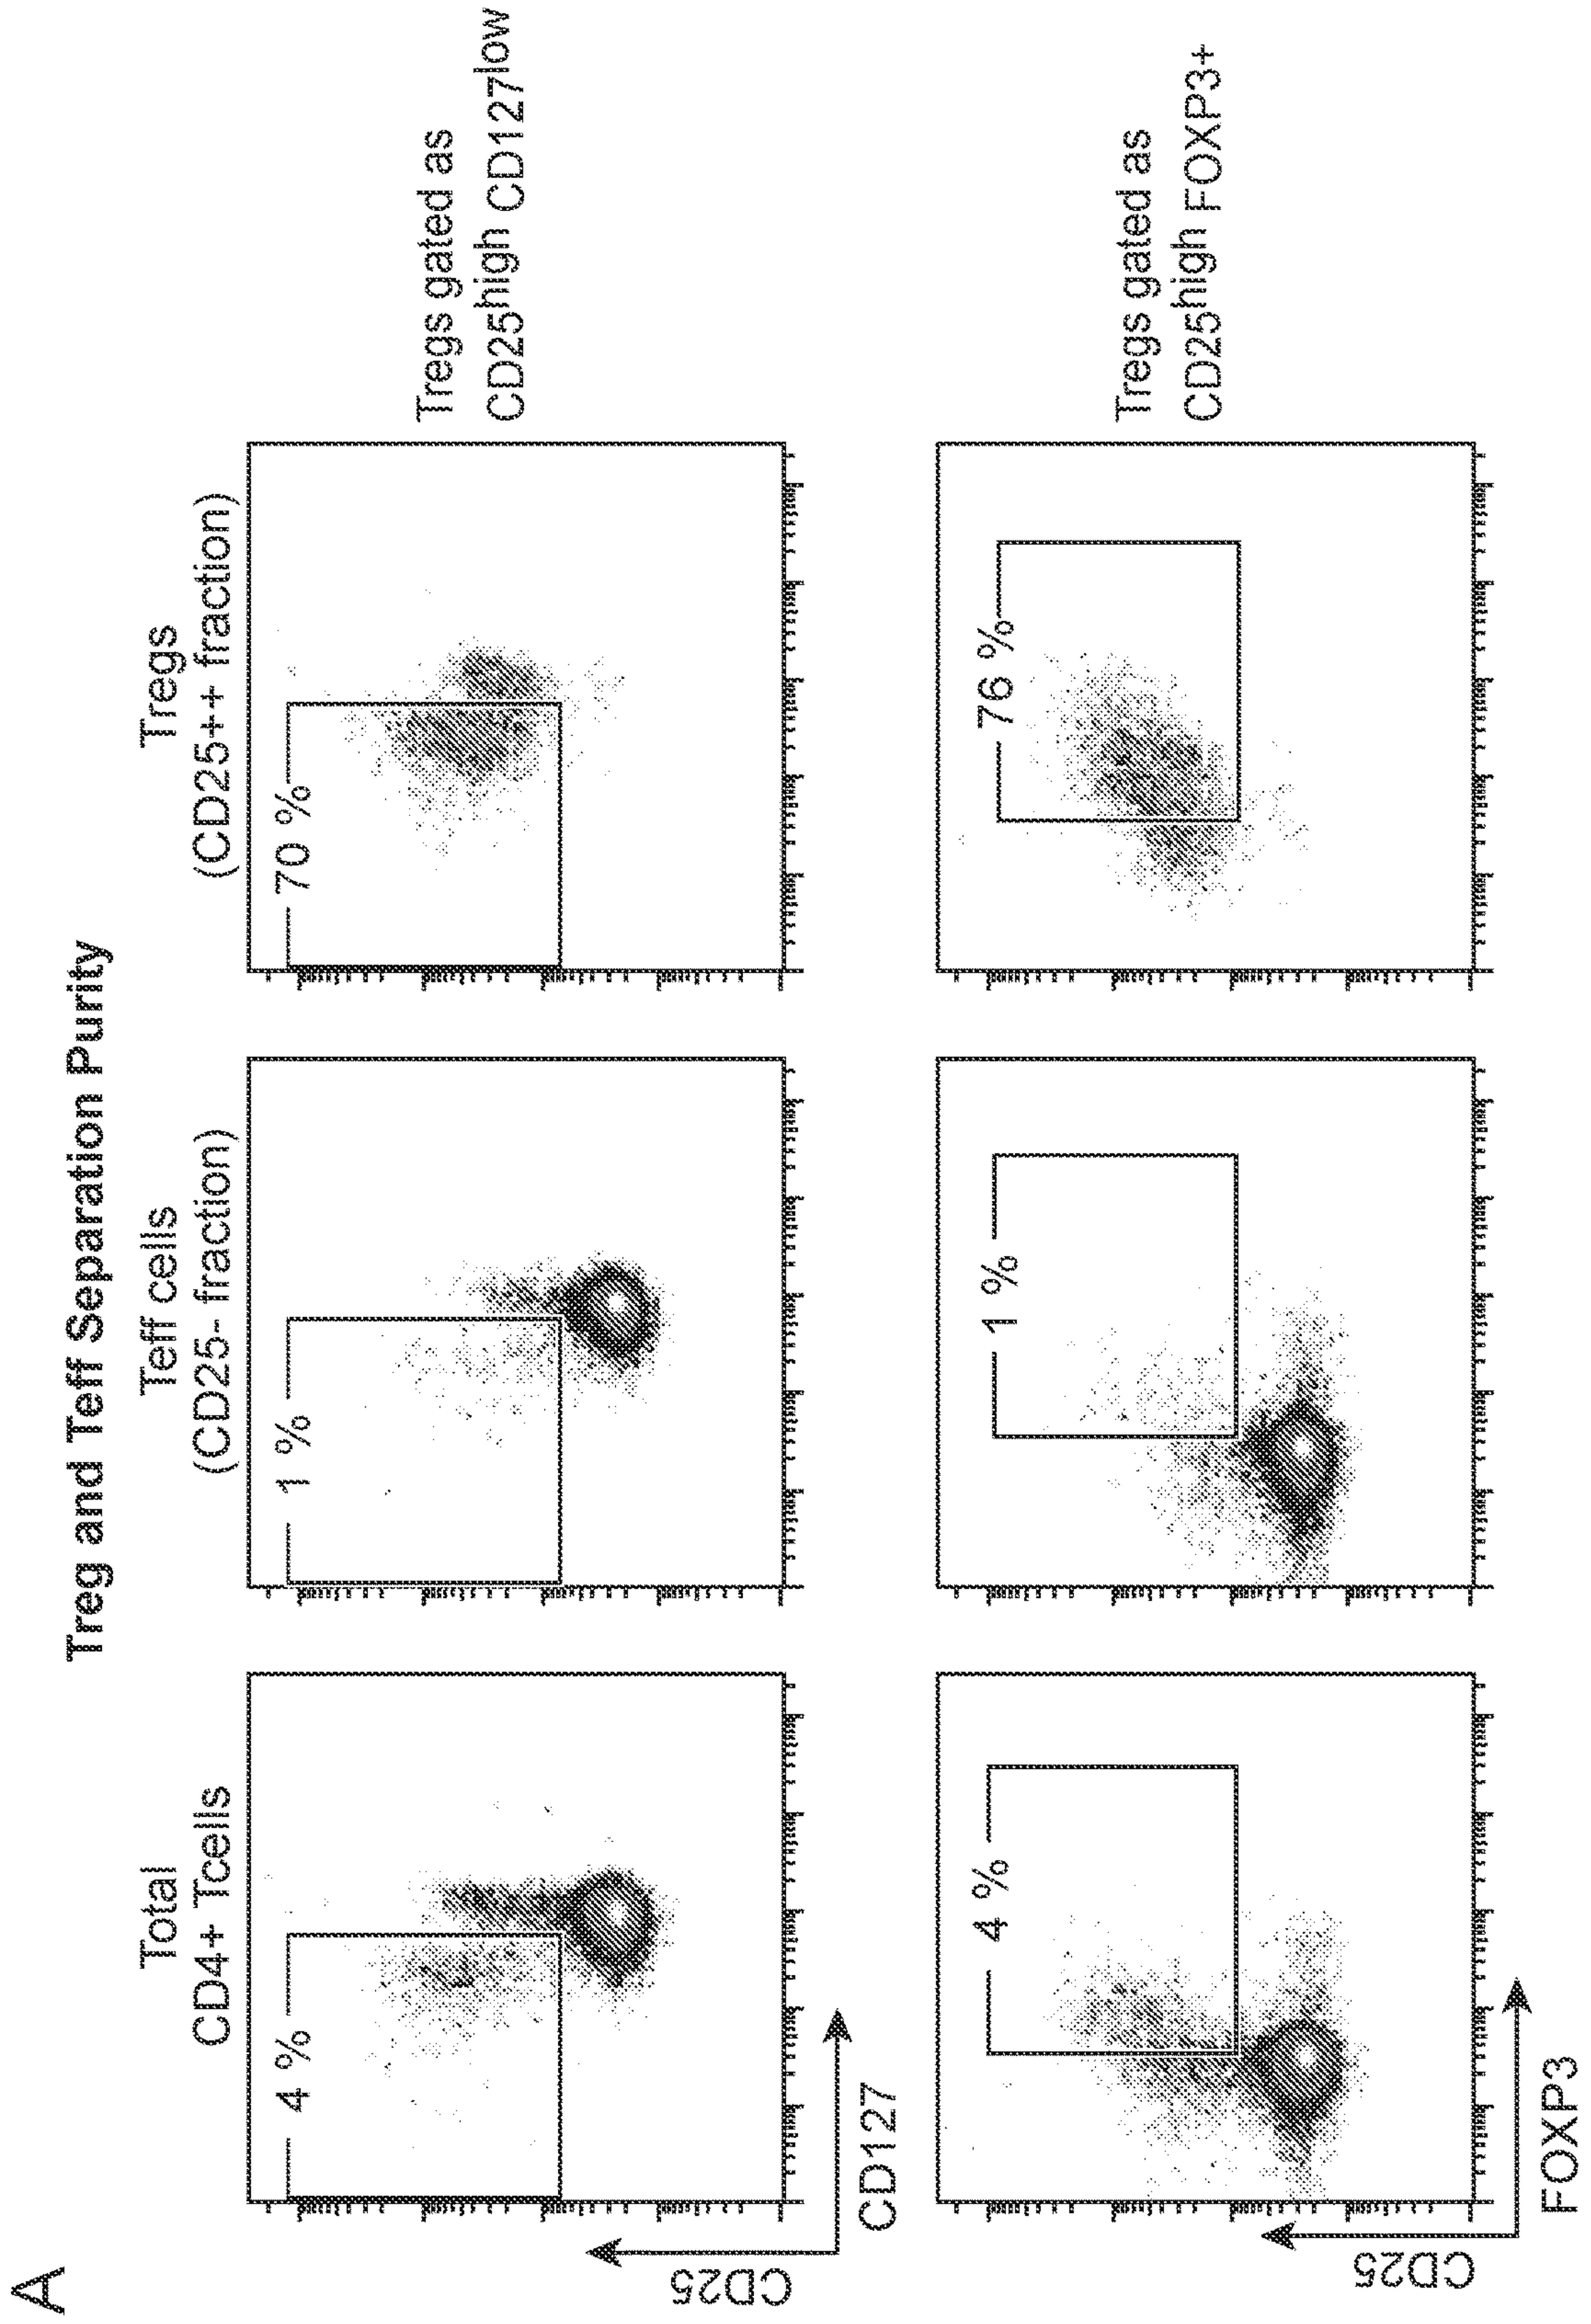 A
Treg and Teff Separation Purity
Total
CD4+ Tcells
Teff cells
(CD25- fraction)
Tregs
(CD25++ fraction)
4 %
1 %
70 %
Tregs gated as
CD25high CD127low
CD25
CD127
4 %
1 %
76 %
Tregs gated as
CD25high FOXP3+
CD25
FOXP3